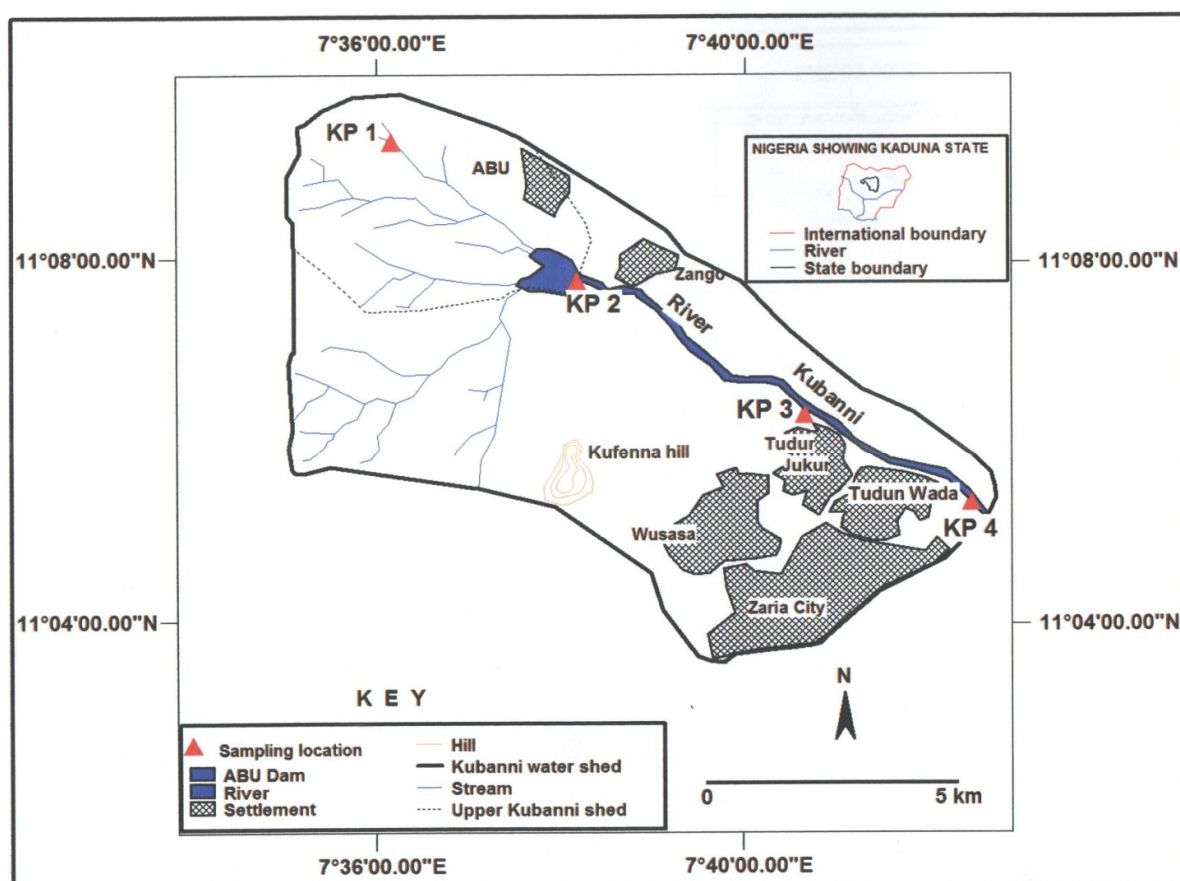 7°36'00.00"E
7°40'00.00"E
KP 1
ABU
NIGERIA SHOWING KADUNA STATE
International boundary
River
State boundary
11°08'00.00"N
11°08'00.00"N
Zango
KP 2
River
Kubanni
KP 3
Tudur
Jukur
Kufenna hill
Tudun Wada
Wusasa
KP 4
Zaria City
11°04'00.00"N
11°04'00.00"N
N
K E Y
Sampling location
ABU Dam
River
Settlement
Hill
Kubanni water shed
Stream
Upper Kubanni shed
0
5 km
7°36'00.00"E
7°40'00.00"E